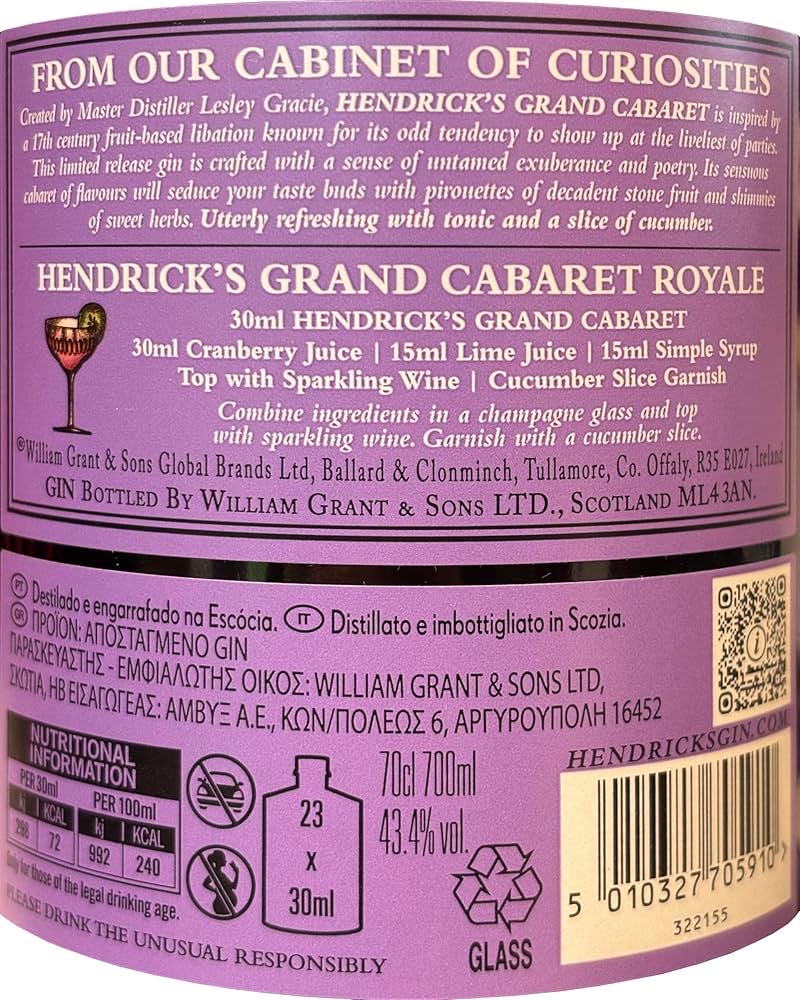 FROM OUR CABINET OF CURIOSITIES
Created by Master Distiller Lesley Gracie, HENDRICK'S GRAND CABARET is inspired by
a 17th century fruit-based libation known for its odd tendency to show up at the liveliest of parties.
This limited release gin is crafted with a sense of untamed exuberance and poetry. Its sensuous
cabaret of flavours will seduce your taste buds with pirouettes of decadent stone fruit and shimmies
of sweet herbs. Utterly refreshing with tonic and a slice of cucumber.
HENDRICK'S GRAND CABARET ROYALE
30ml HENDRICK'S GRAND CABARET
30ml Cranberry Juice | 15ml Lime Juice | 15ml Simple Syrup
Top with Sparkling Wine | Cucumber Slice Garnish
Combine ingredients in a champagne glass and top
with sparkling wine. Garnish with a cucumber slice.
©William Grant & Sons Global Brands Ltd, Ballard & Clonminch, Tullamore, Co. Offaly, R35 E027, Ireland
GIN BOTTLED BY WILLIAM GRANT & SONS LTD., SCOTLAND ML4 3AN.
PT Destilado e engarrafado na Escócia. IT Distillato e imbottigliato in Scozia.
GR ΠΡΟΪΟΝ: ΑΠΟΣΤΑΓΜΕΝΟ GIN
ΠΑΡΑΣΚΕΥΑΣΤΗΣ - ΕΜΦΙΑΛΩΤΗΣ ΟΙΚΟΣ: WILLIAM GRANT & SONS LTD,
ΣΚΩΤΙΑ, ΗΒ ΕΙΣΑΓΩΓΕΑΣ: ΑΜΒΥΞ Α.Ε., ΚΩΝ/ΠΟΛΕΩΣ 6, ΑΡΓΥΡΟΥΠΟΛΗ 16452
HENDRICKSGIN.COM
NUTRITIONAL
INFORMATION
PER 30ml PER 100ml
kj KCAL kj KCAL
298 72 992 240
Only for those of the legal drinking age.
PLEASE DRINK THE UNUSUAL RESPONSIBLY
23
x
30ml
70cl 700ml
43.4% vol.
GLASS
5 010327 705910 >
322155